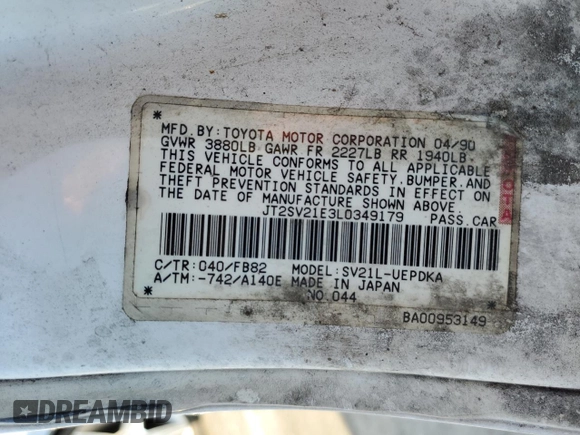 MFD.BY:TOYOTA MOTOR CORPORATION 04/90
GVWR 3880LB GAWR FR 2227LB RR 1940LB
THIS VEHICLE CONFORMS TO ALL APPLICABLE
FEDERAL MOTOR VEHICLE SAFETY,BUMPER,AND
THEFT PREVENTION STANDARDS IN EFFECT ON
THE DATE OF MANUFACTURE SHOWN ABOVE.
JT2SV21E3L0349179 PASS.CAR
TOYOTA
C/TR:040/FB82 MODEL:SV21L-UEPDKA
A/TM:-742/A140E MADE IN JAPAN
NO.044
BA00953149
DREAMBID